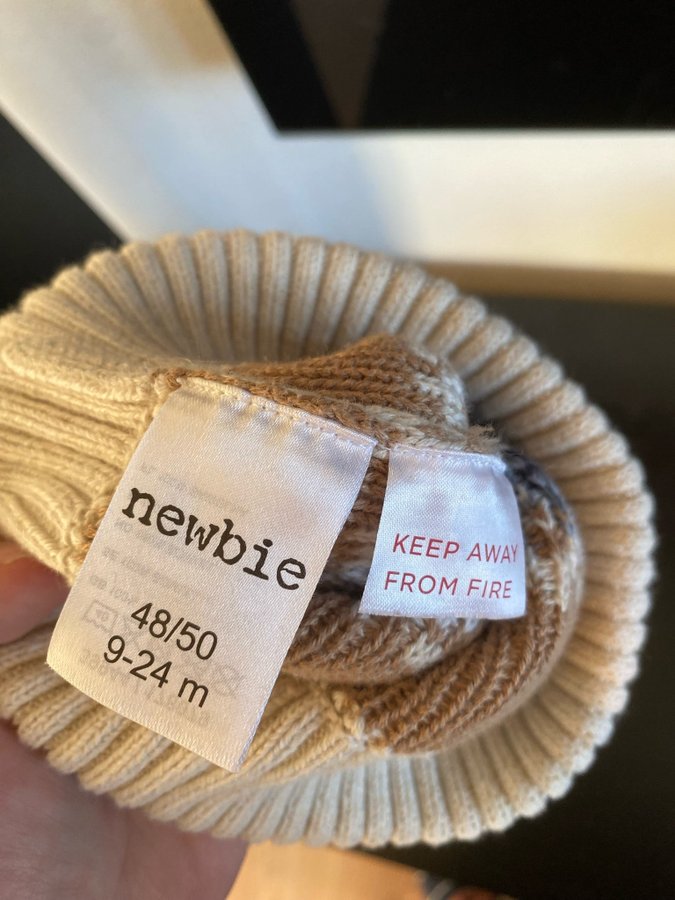 newbie
48/50
9-24 m
KEEP AWAY
FROM FIRE